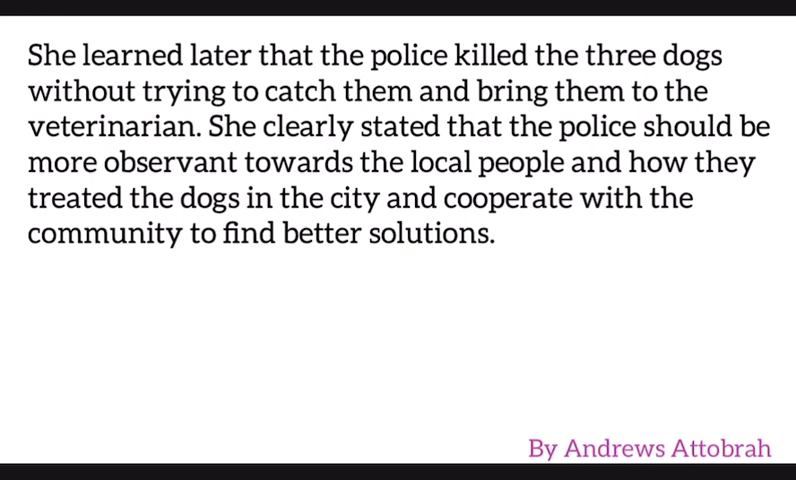 She learned later that the police killed the three dogs
without trying to catch them and bring them to the
veterinarian. She clearly stated that the police should be
more observant towards the local people and how they
treated the dogs in the city and cooperate with the
community to find better solutions.
By Andrews Attobrah